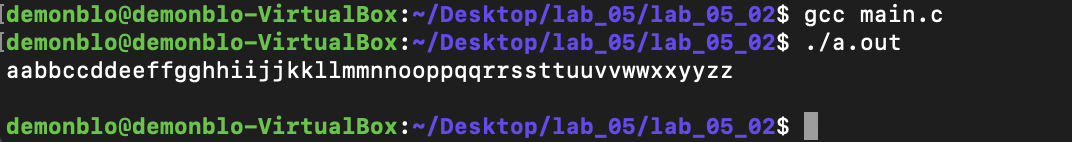 [demonblo@demonblo-VirtualBox:~/Desktop/lab_05/lab_05_02$ gcc main.c
[demonblo@demonblo-VirtualBox:~/Desktop/lab_05/lab_05_02$ ./a.out
aabbccddeeffgghhiijjkkllmmnnooppqqrrssttuuvvwwxxyyzz
demonblo@demonblo-VirtualBox:~/Desktop/lab_05/lab_05_02$